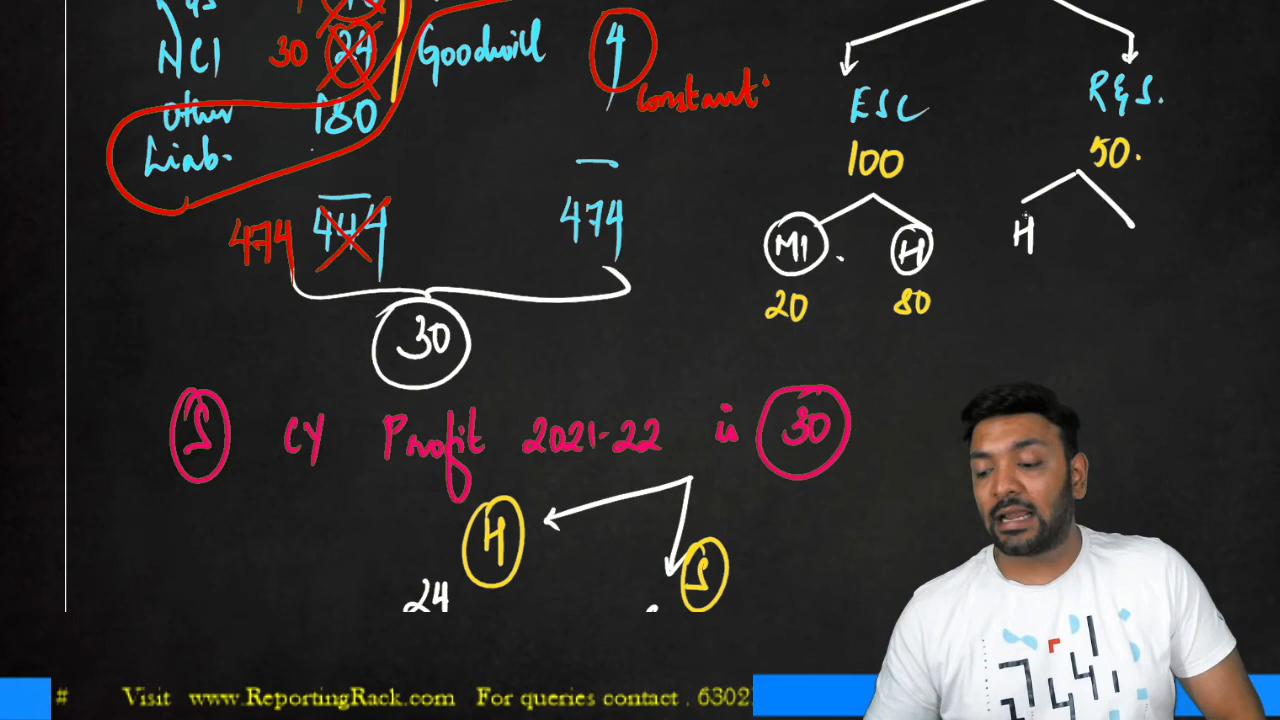 NCI 30 24 Goodwill 4
Constant
Other 180
Liab.
474 444 474
30
ESC R&S.
100 50.
MI H H
20 80
S CY Profit 2021-22 is 30
H S
24
# Visit www.ReportingRack.com For queries contact . 6302